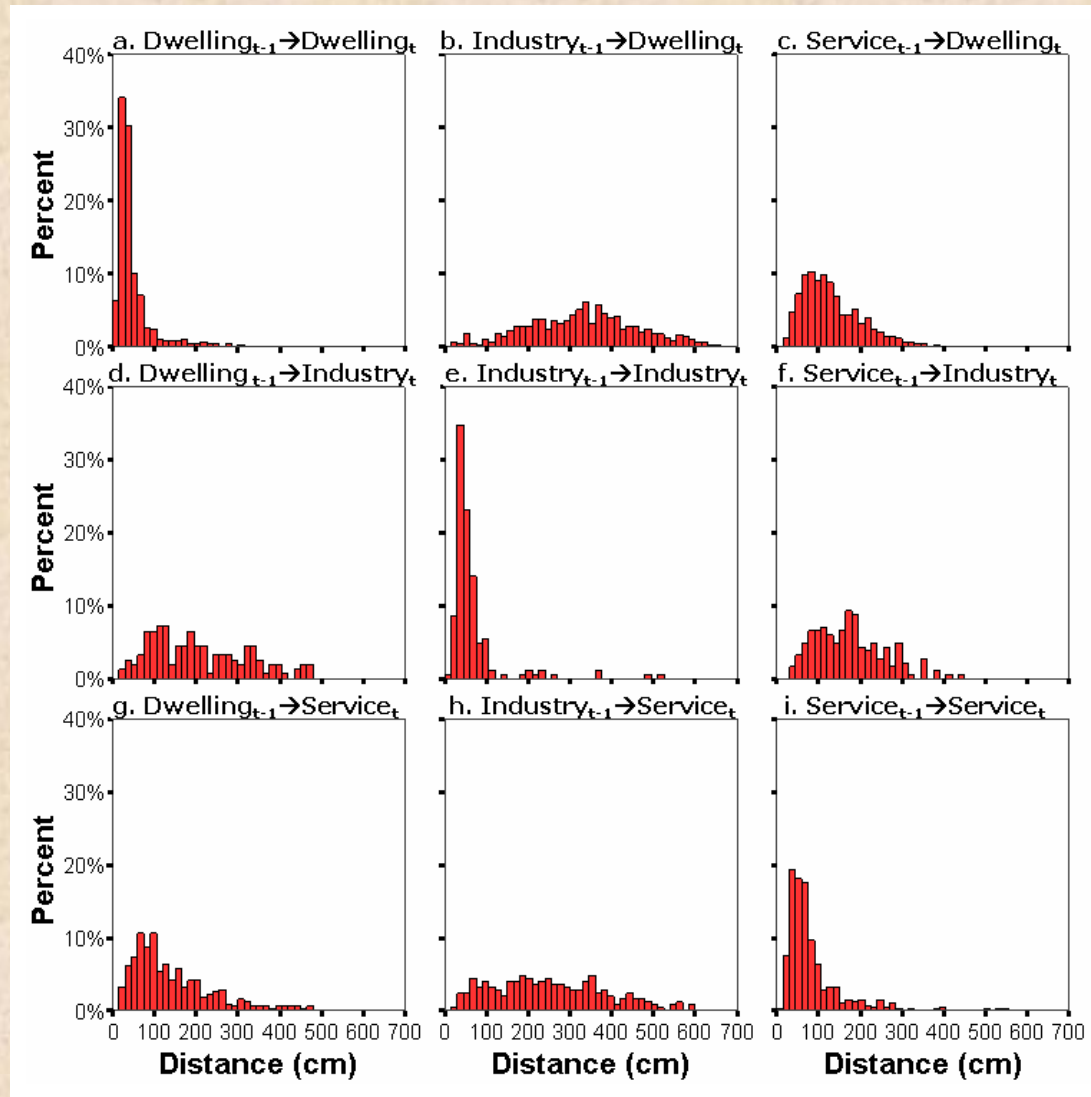 a. Dwellingt-1→Dwellingt
b. Industryt-1→Dwellingt
c. Servicet-1→Dwellingt
40%
30%
20%
10%
0%
Percent
d. Dwellingt-1→Industryt
e. Industryt-1→Industryt
f. Servicet-1→Industryt
40%
30%
20%
10%
0%
Percent
g. Dwellingt-1→Servicet
h. Industryt-1→Servicet
i. Servicet-1→Servicet
40%
30%
20%
10%
0%
Percent
0 100 200 300 400 500 600 700
0 100 200 300 400 500 600 700
0 100 200 300 400 500 600 700
Distance (cm)
Distance (cm)
Distance (cm)